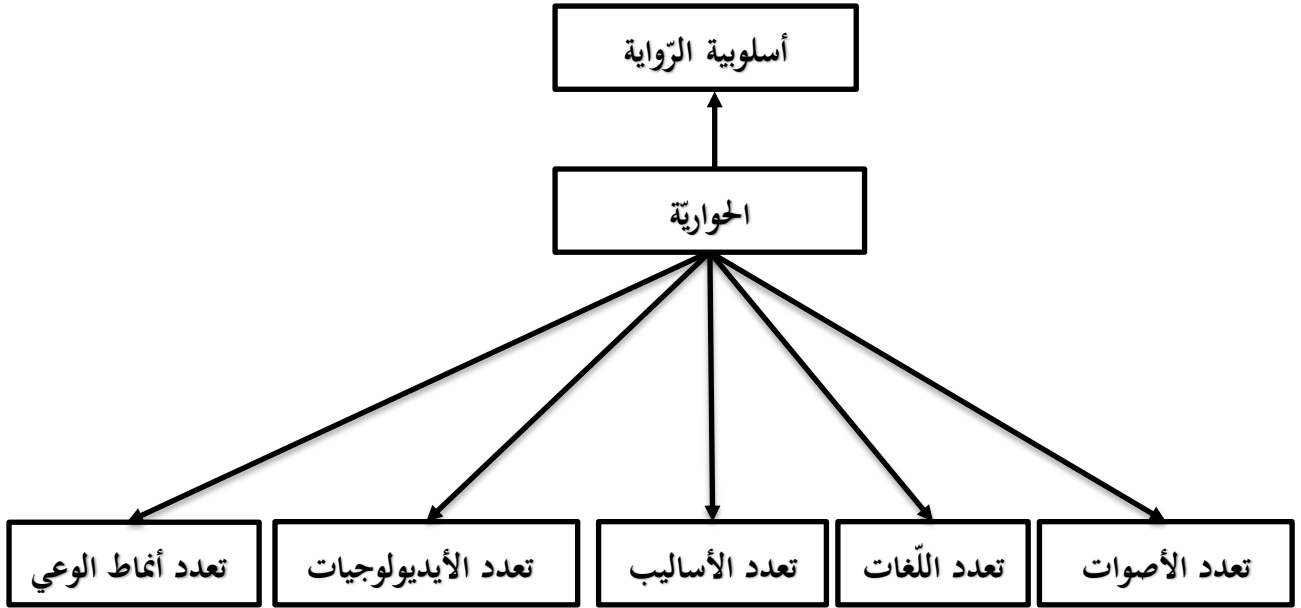 أسلوبية الرّواية
الحواريّة
تعدد الأصوات
تعدد اللّغات
تعدد الأساليب
تعدد الأيديولوجيات
تعدد أنماط الوعي